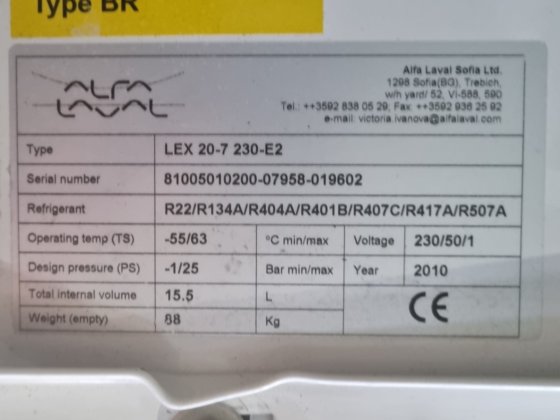 Type BR
ALFA
LAVAL
Alfa Laval Sofia Ltd.
1298 Sofia(BG), Trebich,
w/h yard/ 52, VI-588, 590
Tel.: ++3592 838 05 29; Fax: ++3592 936 25 92
e-mail: victoria.ivanova@alfalaval.com
Type LEX 20-7 230-E2
Serial number 81005010200-07958-019602
Refrigerant R22/R134A/R404A/R401B/R407C/R417A/R507A
Operating temp (TS) -55/63 °C min/max Voltage 230/50/1
Design pressure (PS) -1/25 Bar min/max Year 2010
Total internal volume 15.5 L
Weight (empty) 88 Kg
CE